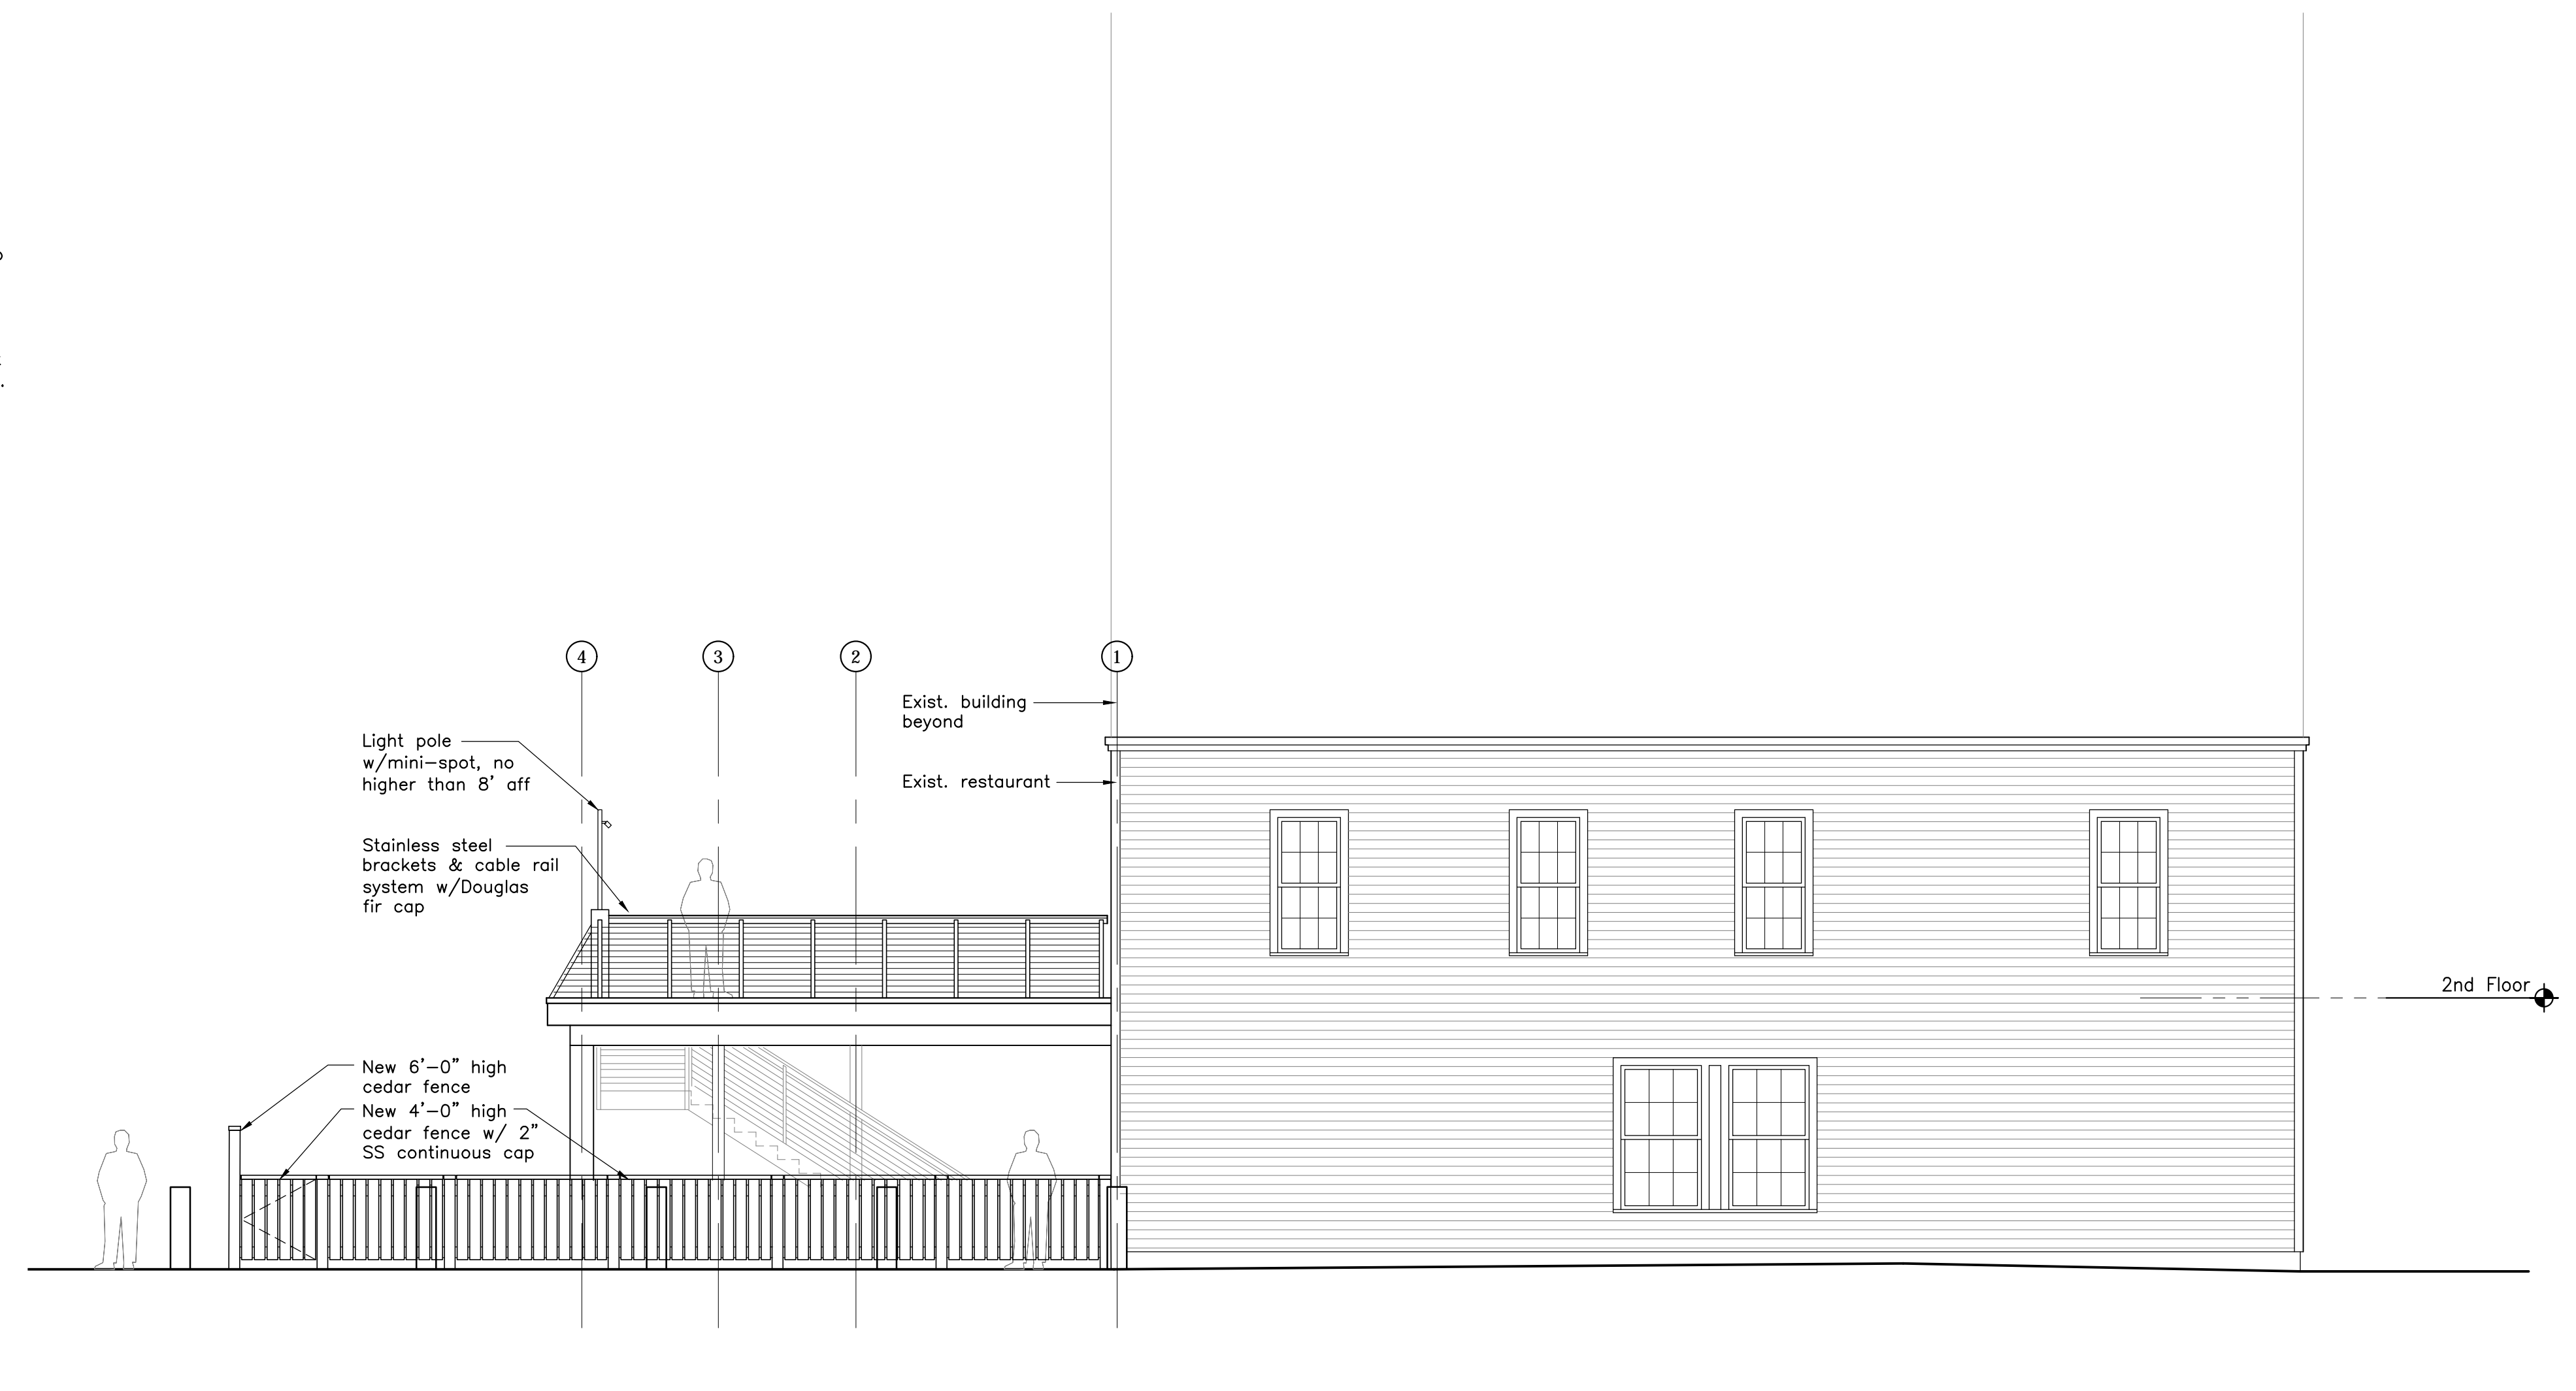 4 3 2 1
Exist. building
beyond
Light pole
w/mini-spot, no
higher than 8' aff
Exist. restaurant
Stainless steel
brackets & cable rail
system w/Douglas
fir cap
2nd Floor
New 6'-0" high
cedar fence
New 4'-0" high
cedar fence w/ 2"
SS continuous cap